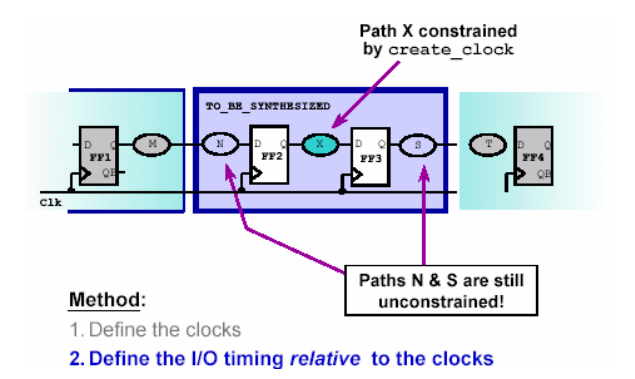 Path X constrained
by create_clock
TO_BE_SYNTHESIZED
D Q
FF1
QB
M
N
D Q
FF2
X
D Q
FF3
S
T
D Q
FF4
QB
Clk
Paths N & S are still
unconstrained!
Method:
1. Define the clocks
2. Define the I/O timing relative to the clocks